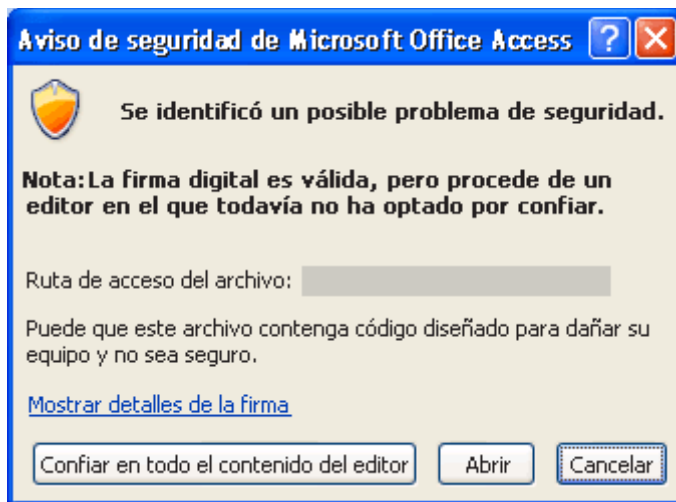 Aviso de seguridad de Microsoft Office Access
Se identificó un posible problema de seguridad.
Nota:La firma digital es válida, pero procede de un
editor en el que todavía no ha optado por confiar.
Ruta de acceso del archivo:
Puede que este archivo contenga código diseñado para dañar su
equipo y no sea seguro.
Mostrar detalles de la firma
Confiar en todo el contenido del editor Abrir Cancelar